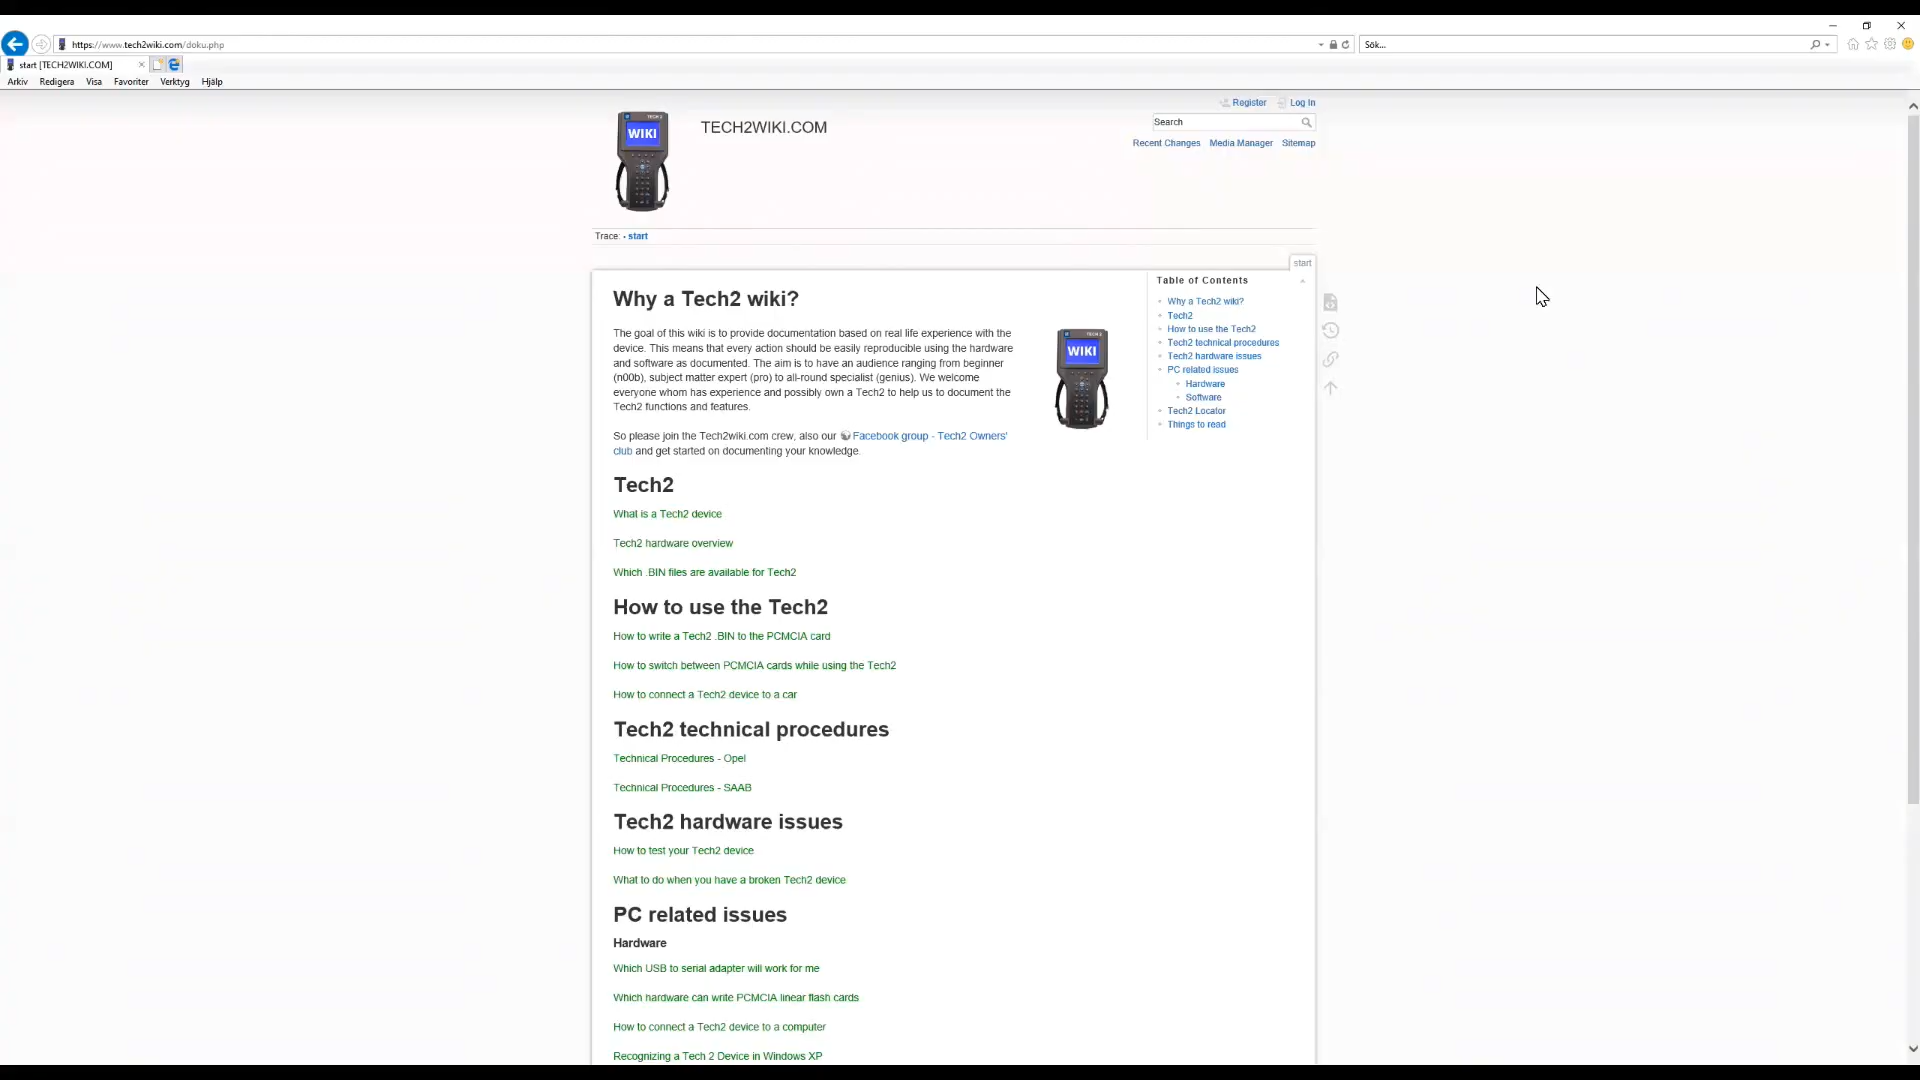 https://www.tech2wiki.com/doku.php
Sök...
start [TECH2WIKI.COM]
Arkiv Redigera Visa Favoriter Verktyg Hjälp
Register Log In
TECH 2
WIKI
TECH2WIKI.COM
Search
Recent Changes Media Manager Sitemap
Trace: • start
start
Why a Tech2 wiki?
The goal of this wiki is to provide documentation based on real life experience with the
device. This means that every action should be easily reproducible using the hardware
and software as documented. The aim is to have an audience ranging from beginner
(n00b), subject matter expert (pro) to all-round specialist (genius). We welcome
everyone whom has experience and possibly own a Tech2 to help us to document the
Tech2 functions and features.
So please join the Tech2wiki.com crew, also our Facebook group - Tech2 Owners'
club and get started on documenting your knowledge.
TECH 2
WIKI
Table of Contents
Why a Tech2 wiki?
Tech2
How to use the Tech2
Tech2 technical procedures
Tech2 hardware issues
PC related issues
Hardware
Software
Tech2 Locator
Things to read
Tech2
What is a Tech2 device
Tech2 hardware overview
Which .BIN files are available for Tech2
How to use the Tech2
How to write a Tech2 .BIN to the PCMCIA card
How to switch between PCMCIA cards while using the Tech2
How to connect a Tech2 device to a car
Tech2 technical procedures
Technical Procedures - Opel
Technical Procedures - SAAB
Tech2 hardware issues
How to test your Tech2 device
What to do when you have a broken Tech2 device
PC related issues
Hardware
Which USB to serial adapter will work for me
Which hardware can write PCMCIA linear flash cards
How to connect a Tech2 device to a computer
Recognizing a Tech 2 Device in Windows XP